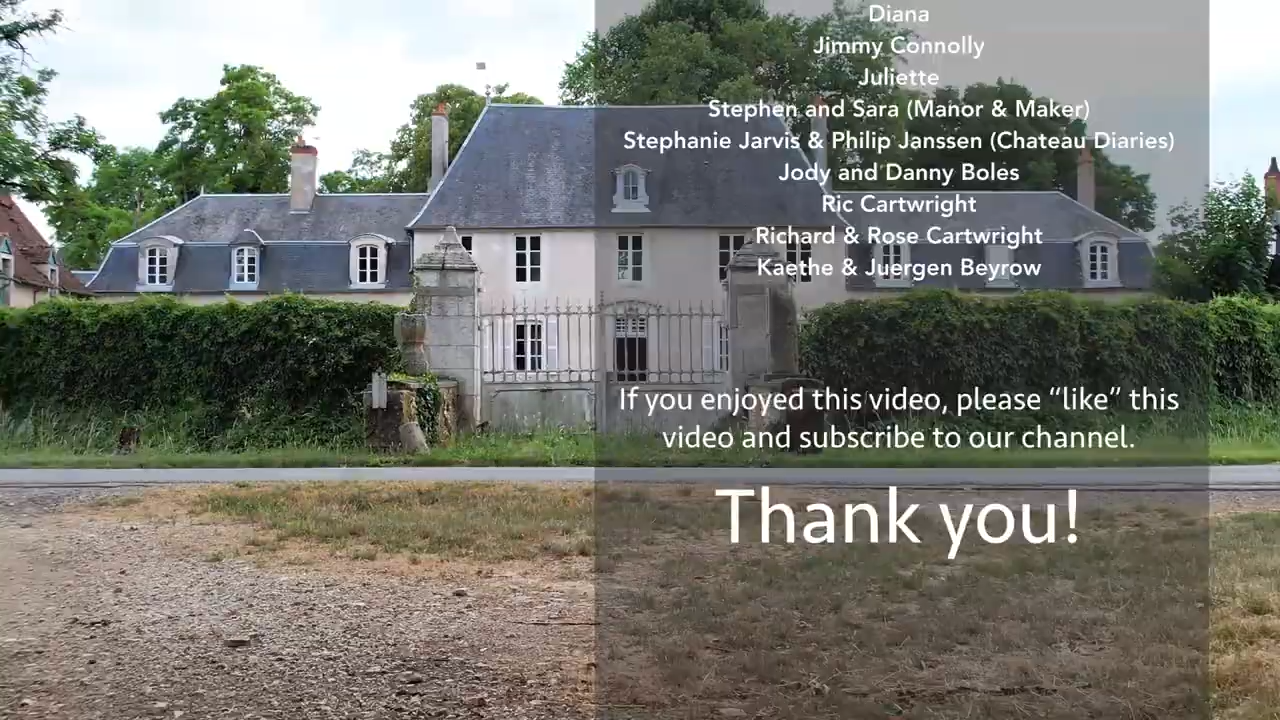 Diana
Jimmy Connolly
Juliette
Stephen and Sara (Manor & Maker)
Stephanie Jarvis & Philip Janssen (Chateau Diaries)
Jody and Danny Boles
Ric Cartwright
Richard & Rose Cartwright
Kaethe & Juergen Beyrow
If you enjoyed this video, please “like” this
video and subscribe to our channel.
Thank you!